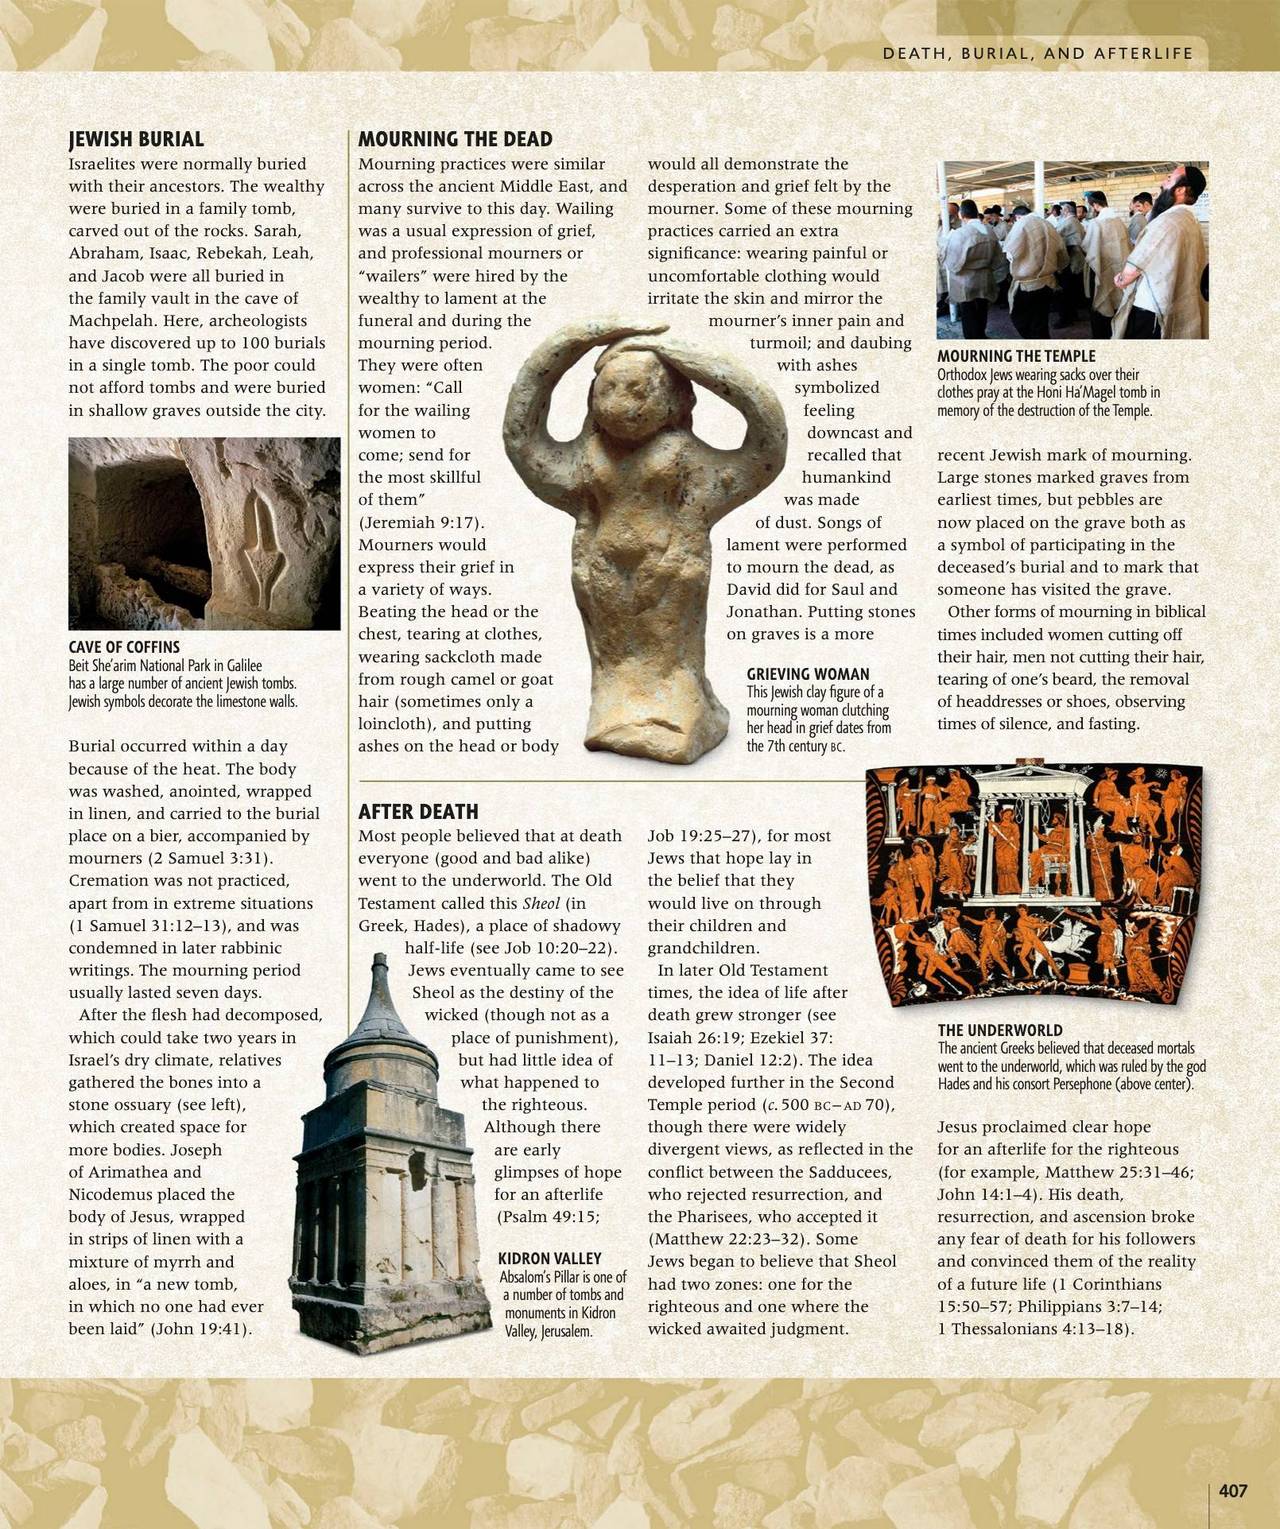 DEATH, BURIAL, AND AFTERLIFE
JEWISH BURIAL
Israelites were normally buried
with their ancestors. The wealthy
were buried in a family tomb,
carved out of the rocks. Sarah,
Abraham, Isaac, Rebekah, Leah,
and Jacob were all buried in
the family vault in the cave of
Machpelah. Here, archeologists
have discovered up to 100 burials
in a single tomb. The poor could
not afford tombs and were buried
in shallow graves outside the city.
CAVE OF COFFINS
Beit She’arim National Park in Galilee
has a large number of ancient Jewish tombs.
Jewish symbols decorate the limestone walls.
Burial occurred within a day
because of the heat. The body
was washed, anointed, wrapped
in linen, and carried to the burial
place on a bier, accompanied by
mourners (2 Samuel 3:31).
Cremation was not practiced,
apart from in extreme situations
(1 Samuel 31:12–13), and was
condemned in later rabbinic
writings. The mourning period
usually lasted seven days.
After the flesh had decomposed,
which could take two years in
Israel’s dry climate, relatives
gathered the bones into a
stone ossuary (see left),
which created space for
more bodies. Joseph
of Arimathea and
Nicodemus placed the
body of Jesus, wrapped
in strips of linen with a
mixture of myrrh and
aloes, in “a new tomb,
in which no one had ever
been laid” (John 19:41).
MOURNING THE DEAD
Mourning practices were similar
across the ancient Middle East, and
many survive to this day. Wailing
was a usual expression of grief,
and professional mourners or
“wailers” were hired by the
wealthy to lament at the
funeral and during the
mourning period.
They were often
women: “Call
for the wailing
women to
come; send for
the most skillful
of them”
(Jeremiah 9:17).
Mourners would
express their grief in
a variety of ways.
Beating the head or the
chest, tearing at clothes,
wearing sackcloth made
from rough camel or goat
hair (sometimes only a
loincloth), and putting
ashes on the head or body
would all demonstrate the
desperation and grief felt by the
mourner. Some of these mourning
practices carried an extra
significance: wearing painful or
uncomfortable clothing would
irritate the skin and mirror the
mourner’s inner pain and
turmoil; and daubing
with ashes
symbolized
feeling
downcast and
recalled that
humankind
was made
of dust. Songs of
lament were performed
to mourn the dead, as
David did for Saul and
Jonathan. Putting stones
on graves is a more
GRIEVING WOMAN
This Jewish clay figure of a
mourning woman clutching
her head in grief dates from
the 7th century BC.
MOURNING THE TEMPLE
Orthodox Jews wearing sacks over their
clothes pray at the Honi Ha’Magel tomb in
memory of the destruction of the Temple.
recent Jewish mark of mourning.
Large stones marked graves from
earliest times, but pebbles are
now placed on the grave both as
a symbol of participating in the
deceased’s burial and to mark that
someone has visited the grave.
Other forms of mourning in biblical
times included women cutting off
their hair, men not cutting their hair,
tearing of one’s beard, the removal
of headdresses or shoes, observing
times of silence, and fasting.
AFTER DEATH
Most people believed that at death
everyone (good and bad alike)
went to the underworld. The Old
Testament called this Sheol (in
Greek, Hades), a place of shadowy
half-life (see Job 10:20–22).
Jews eventually came to see
Sheol as the destiny of the
wicked (though not as a
place of punishment),
but had little idea of
what happened to
the righteous.
Although there
are early
glimpses of hope
for an afterlife
(Psalm 49:15;
KIDRON VALLEY
Absalom’s Pillar is one of
a number of tombs and
monuments in Kidron
Valley, Jerusalem.
Job 19:25–27), for most
Jews that hope lay in
the belief that they
would live on through
their children and
grandchildren.
In later Old Testament
times, the idea of life after
death grew stronger (see
Isaiah 26:19; Ezekiel 37:
11–13; Daniel 12:2). The idea
developed further in the Second
Temple period (c. 500 BC–AD 70),
though there were widely
divergent views, as reflected in the
conflict between the Sadducees,
who rejected resurrection, and
the Pharisees, who accepted it
(Matthew 22:23–32). Some
Jews began to believe that Sheol
had two zones: one for the
righteous and one where the
wicked awaited judgment.
THE UNDERWORLD
The ancient Greeks believed that deceased mortals
went to the underworld, which was ruled by the god
Hades and his consort Persephone (above center).
Jesus proclaimed clear hope
for an afterlife for the righteous
(for example, Matthew 25:31–46;
John 14:1–4). His death,
resurrection, and ascension broke
any fear of death for his followers
and convinced them of the reality
of a future life (1 Corinthians
15:50–57; Philippians 3:7–14;
1 Thessalonians 4:13–18).
407